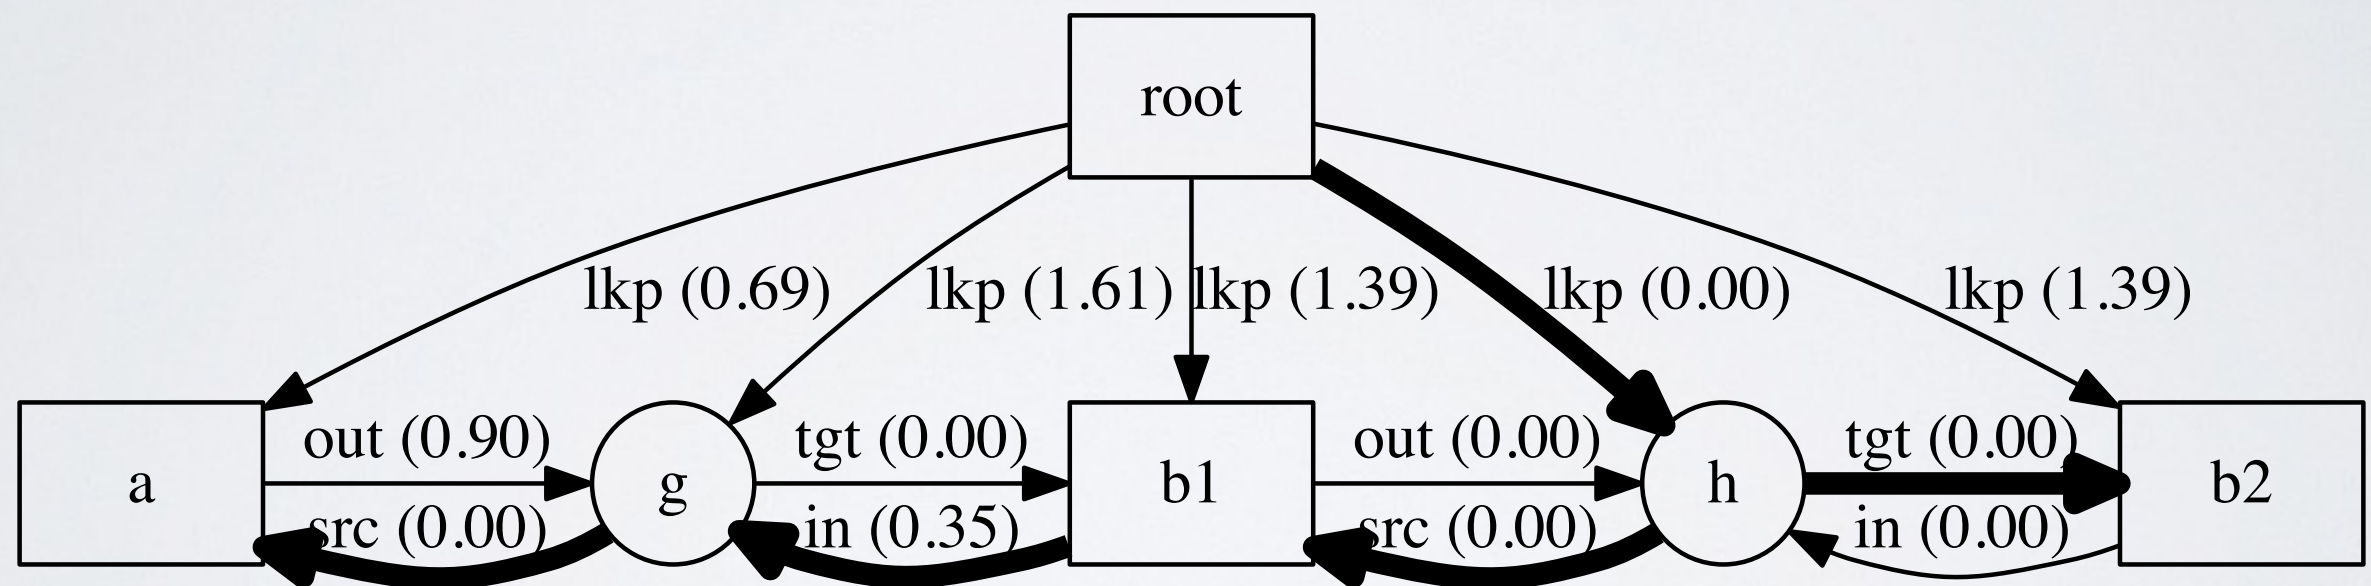 root
lkp (0.69)
lkp (1.61)
lkp (1.39)
lkp (0.00)
lkp (1.39)
out (0.90)
tgt (0.00)
out (0.00)
tgt (0.00)
a
g
b1
h
b2
src (0.00)
in (0.35)
src (0.00)
in (0.00)